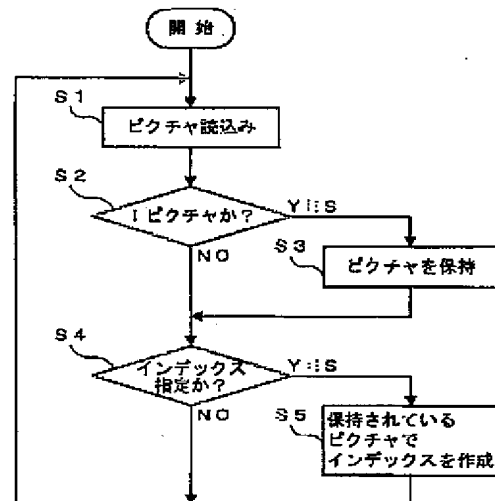 開始
S1
ピクチャ読込み
S2
Iピクチャか?
YES
NO
S3
ピクチャを保持
S4
インデックス
指定か?
YES
NO
S5
保持されている
ピクチャで
インデックスを作成